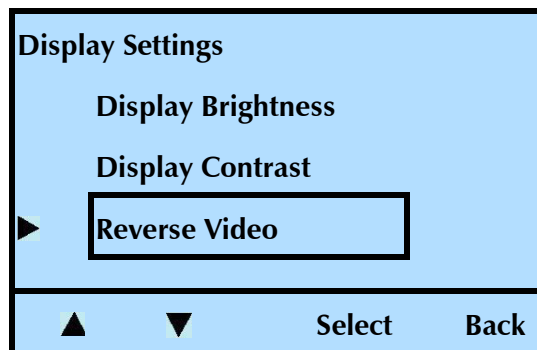 Display Settings
Display Brightness
Display Contrast
Reverse Video
Select Back